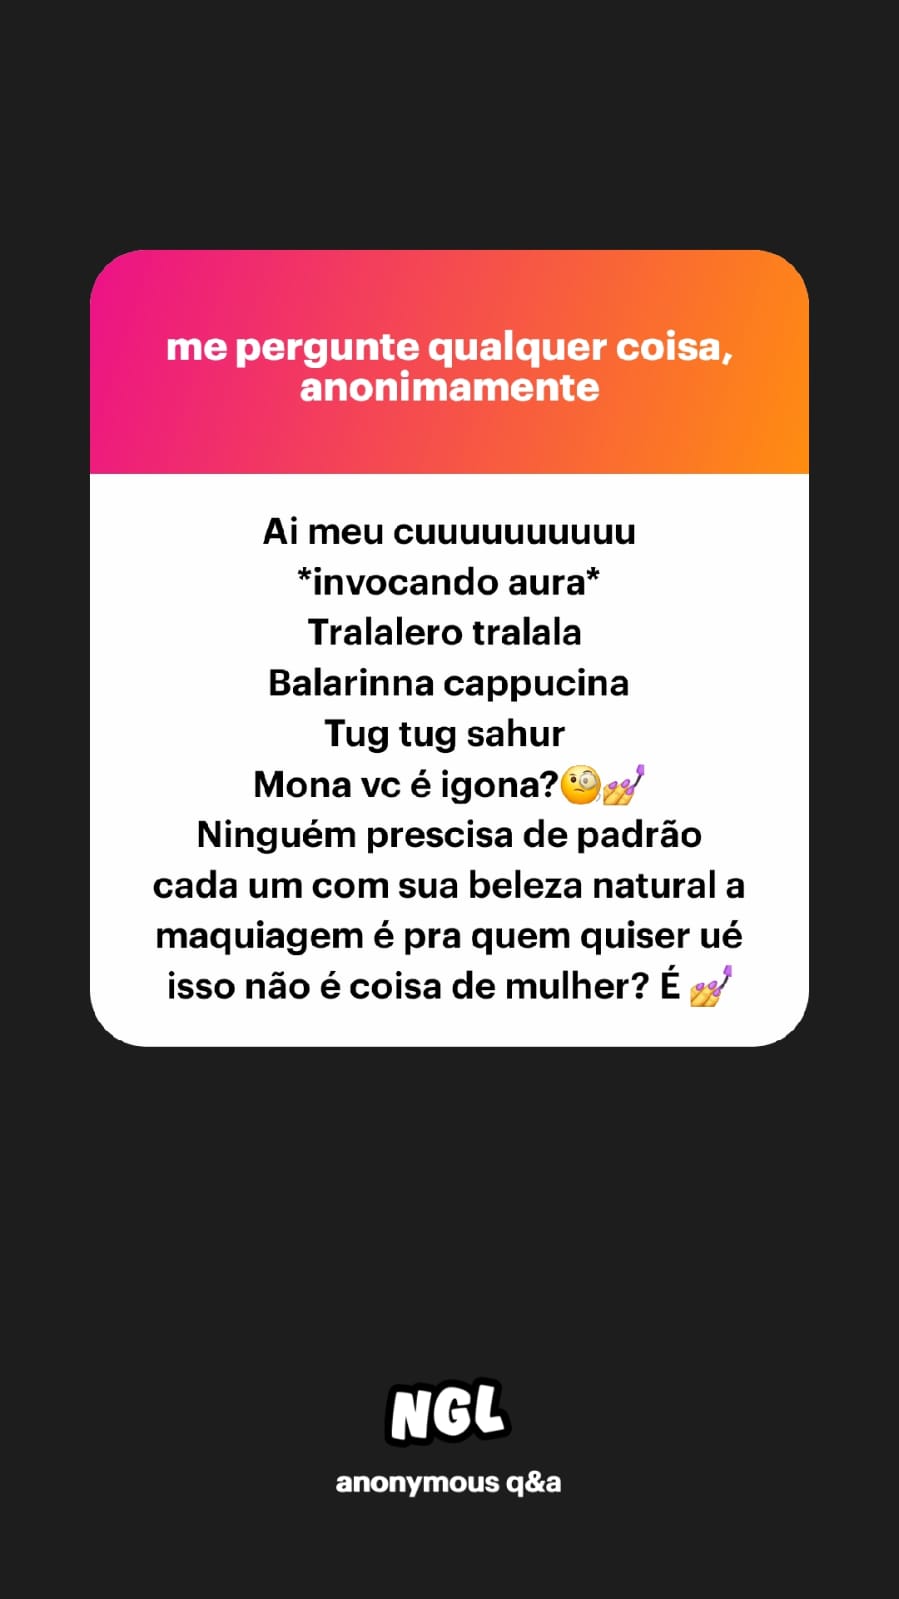 me pergunte qualquer coisa,
anonimamente
Ai meu cuuuuuuuuuu
*invocando aura*
Tralalero tralala
Balarinna cappucina
Tug tug sahur
Mona vc é igona?🧐💅
Ninguém prescisa de padrão
cada um com sua beleza natural a
maquiagem é pra quem quiser ué
isso não é coisa de mulher? É 💅
NGL
anonymous q&a